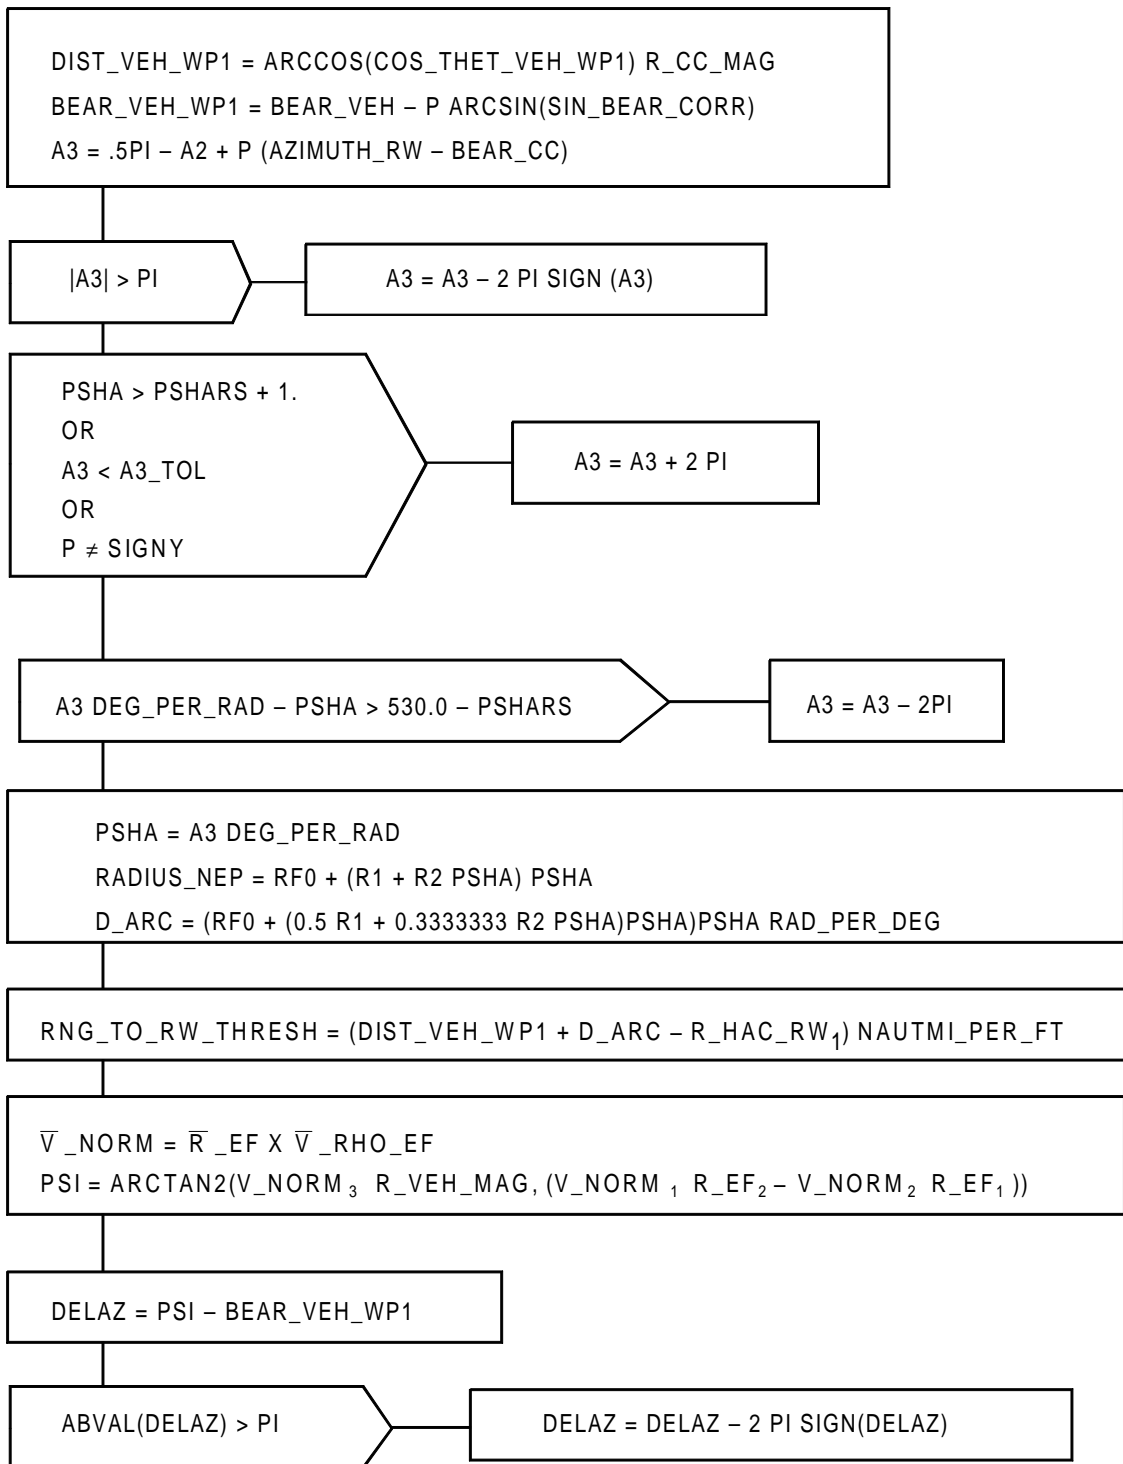 DIST_VEH_WP1 = ARCCOS(COS_THET_VEH_WP1) R_CC_MAG
BEAR_VEH_WP1 = BEAR_VEH – P ARCSIN(SIN_BEAR_CORR)
A3 = .5PI – A2 + P (AZIMUTH_RW – BEAR_CC)
|A3| > PI
A3 = A3 – 2 PI SIGN (A3)
PSHA > PSHARS + 1.
OR
A3 < A3_TOL
OR
P ≠ SIGNY
A3 = A3 + 2 PI
A3 DEG_PER_RAD – PSHA > 530.0 – PSHARS
A3 = A3 – 2PI
PSHA = A3 DEG_PER_RAD
RADIUS_NEP = RF0 + (R1 + R2 PSHA) PSHA
D_ARC = (RF0 + (0.5 R1 + 0.3333333 R2 PSHA)PSHA)PSHA RAD_PER_DEG
RNG_TO_RW_THRESH = (DIST_VEH_WP1 + D_ARC – R_HAC_RW₁) NAUTMI_PER_FT
V̅ _NORM = R̅ _EF X V̅ _RHO_EF
PSI = ARCTAN2(V_NORM₃ R_VEH_MAG, (V_NORM₁ R_EF₂ – V_NORM₂ R_EF₁))
DELAZ = PSI – BEAR_VEH_WP1
ABVAL(DELAZ) > PI
DELAZ = DELAZ – 2 PI SIGN(DELAZ)